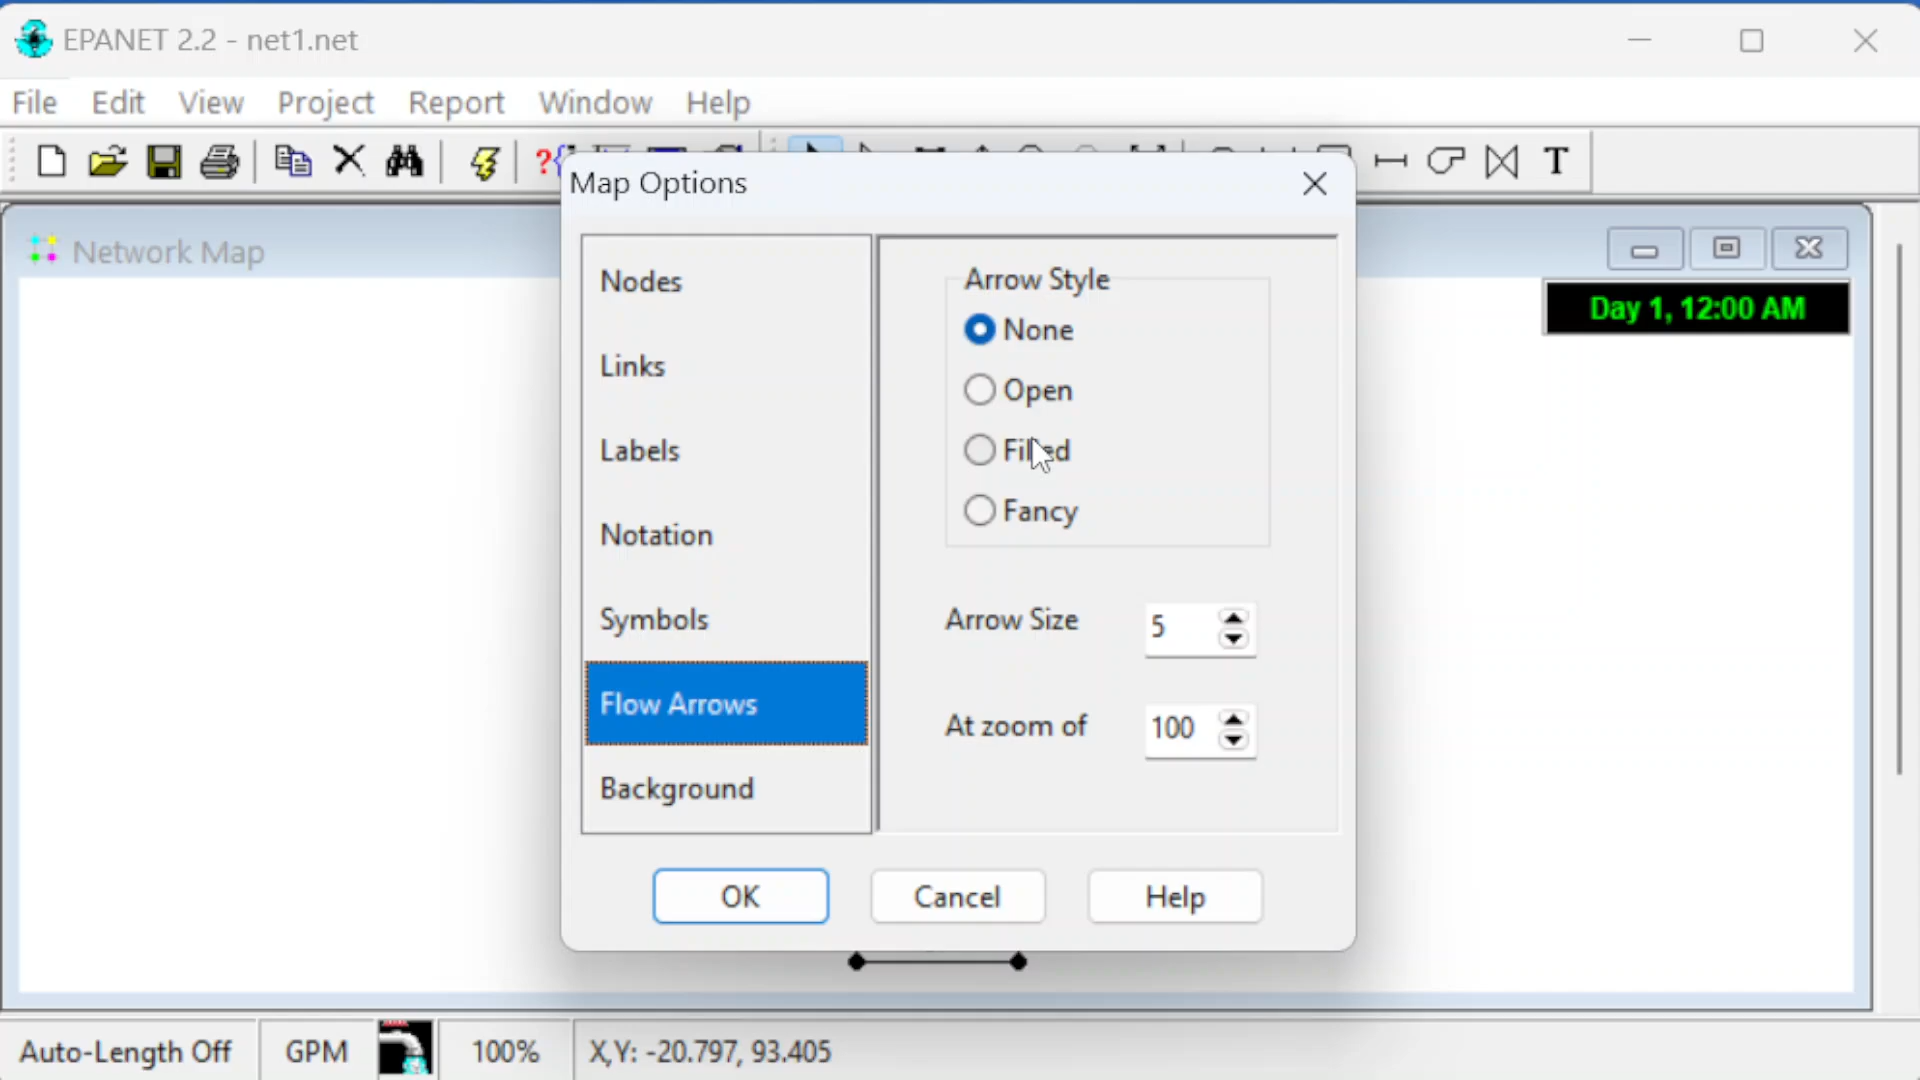 EPANET 2.2 - net1.net
File Edit View Project Report Window Help
T
Map Options
Network Map
Day 1, 12:00 AM
Nodes
Links
Labels
Notation
Symbols
Flow Arrows
Background
Arrow Style
None
Open
Filled
Fancy
Arrow Size 5
At zoom of 100
OK Cancel Help
Auto-Length Off GPM 100% X,Y: -20.797, 93.405